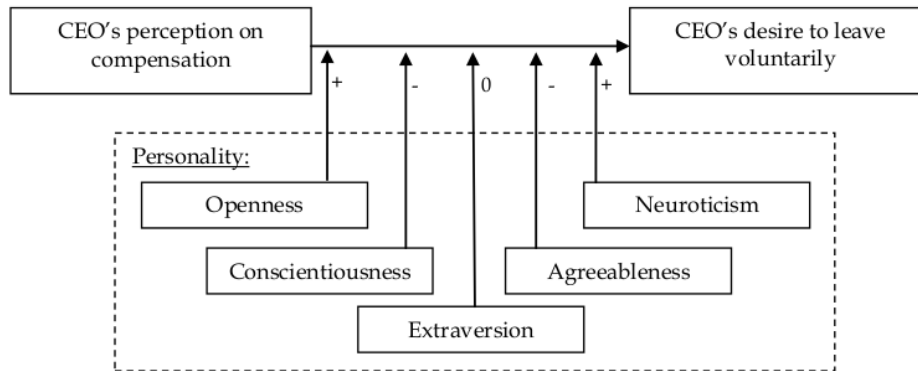 CEO’s perception on
compensation
CEO’s desire to leave
voluntarily
+
-
0
-
+
Personality:
Openness
Neuroticism
Conscientiousness
Agreeableness
Extraversion